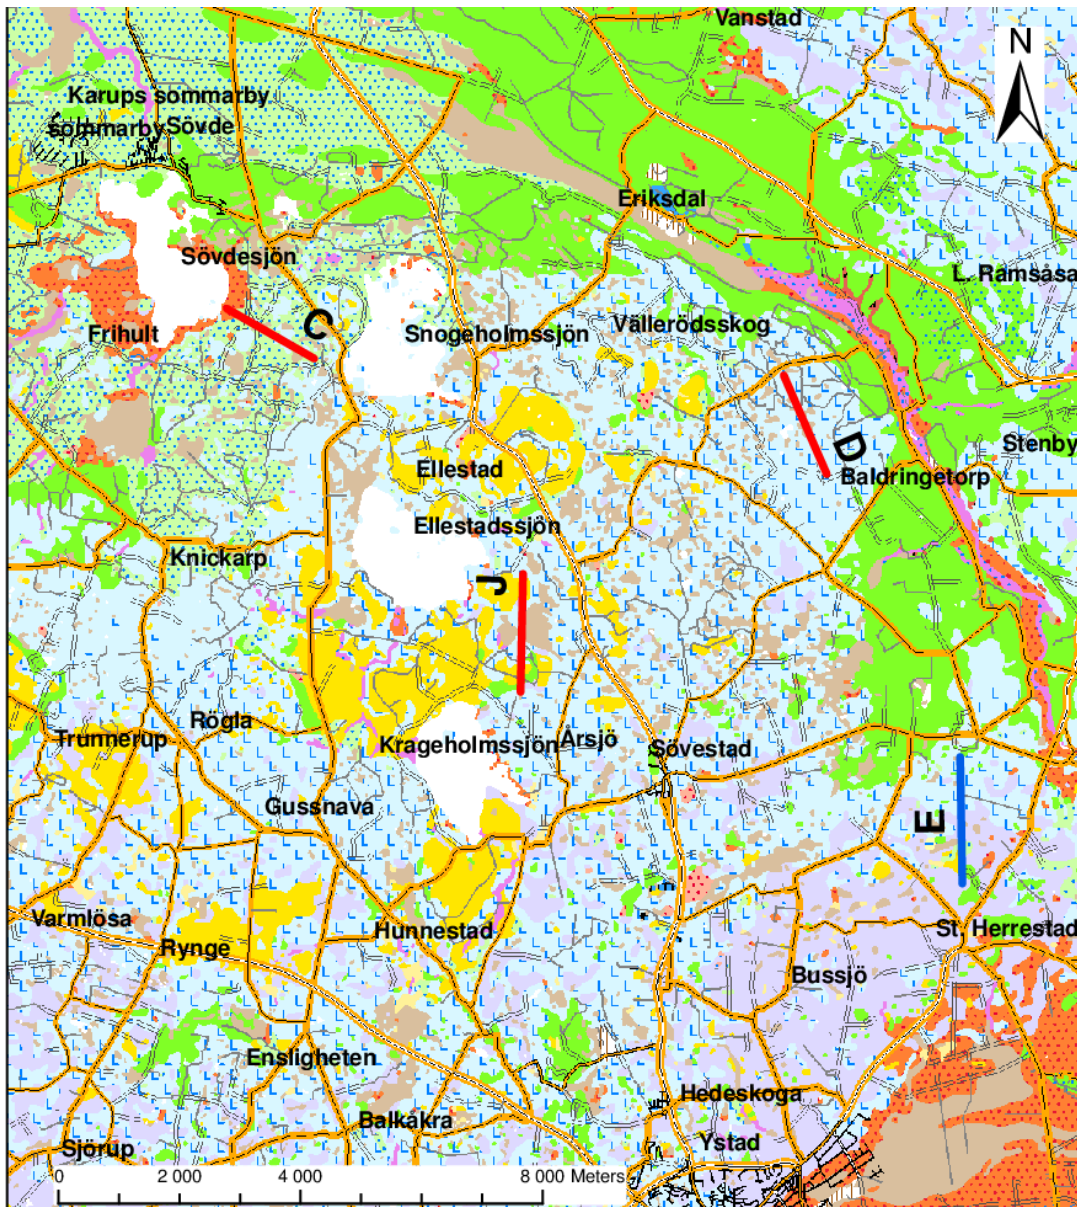 Vanstad
N
Karups sommarby
sommarby Sövde
Eriksdal
Sövdesjön
L. Ramsåsa
C
Frihult
Snogeholmssjön
Vällerödsskog
D
Stenby
Ellestad
Baldringetorp
Ellestadssjön
Knickarp
J
Rögla
Trunnerup
Krageholmssjön
Årsjö
Sövestad
Gussnava
E
Varmlösa
Hunnestad
St. Herrestad
Rynge
Bussjö
Ensligheten
Hedeskoga
Balkåkra
Sjörup
Ystad
0 2 000 4 000 8 000 Meters